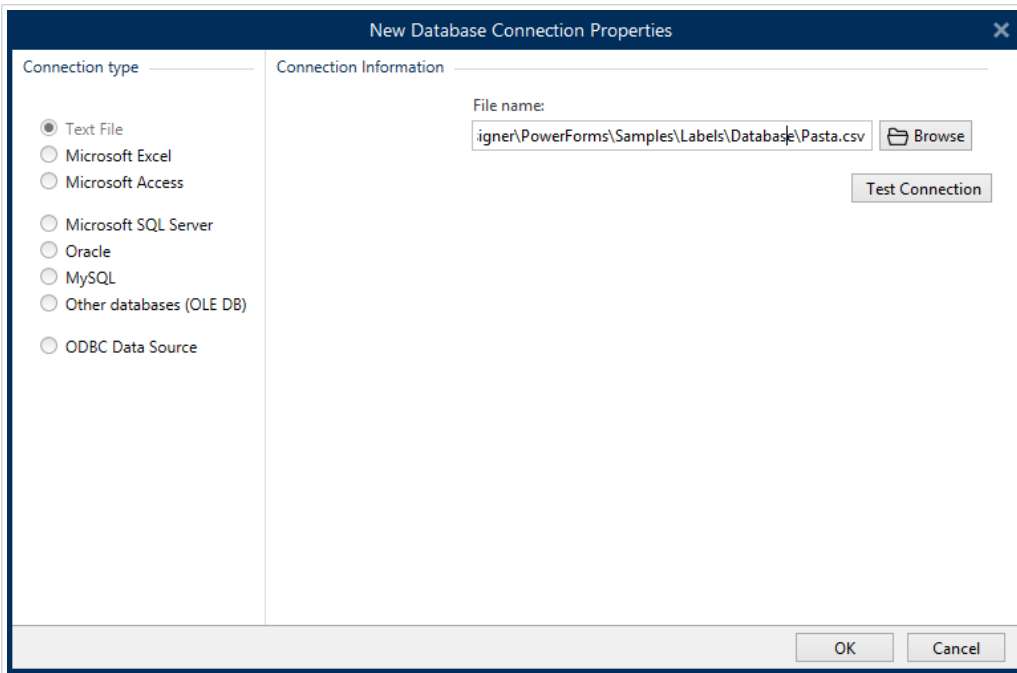 New Database Connection Properties
Connection type
Connection Information
Text File
Microsoft Excel
Microsoft Access
Microsoft SQL Server
Oracle
MySQL
Other databases (OLE DB)
ODBC Data Source
File name:
igner\PowerForms\Samples\Labels\Database\Pasta.csv
Browse
Test Connection
OK
Cancel